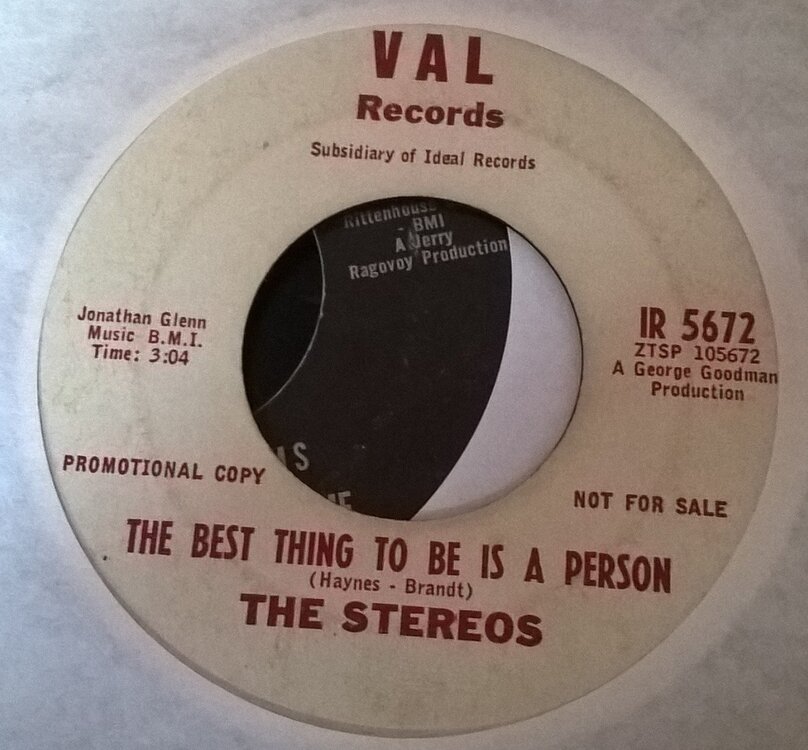 VAL
Records
Subsidiary of Ideal Records
Rittenhouse
- BMI
A Jerry
Ragovoy Production
Jonathan Glenn
Music B.M.I.
Time: 3:04
IR 5672
ZTSP 105672
A George Goodman
Production
PROMOTIONAL COPY
NOT FOR SALE
THE BEST THING TO BE IS A PERSON
(Haynes - Brandt)
THE STEREOS